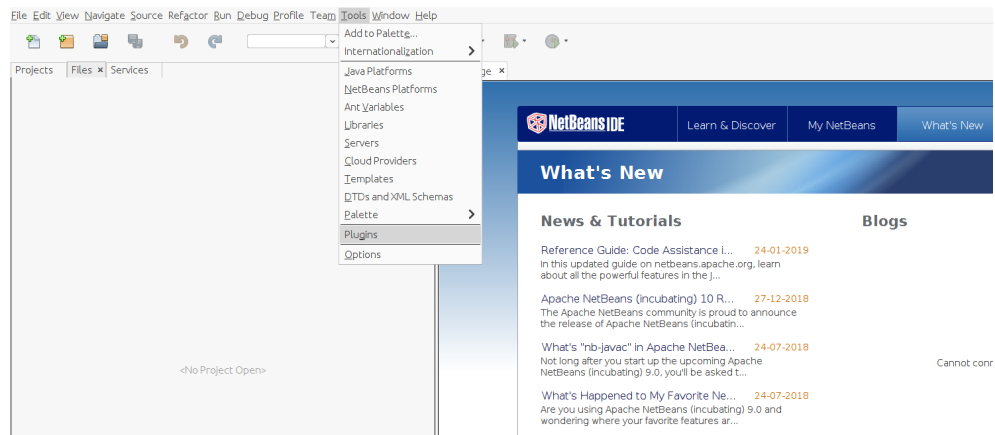 File Edit View Navigate Source Refactor Run Debug Profile Team Tools Window Help
Add to Palette...
Internationalization
Java Platforms
NetBeans Platforms
Ant Variables
Libraries
Servers
Cloud Providers
Templates
DTDs and XML Schemas
Palette
Plugins
Options
Projects Files × Services
ge ×
<No Project Open>
NetBeans IDE
Learn & Discover My NetBeans What's New
What's New
News & Tutorials
Reference Guide: Code Assistance i... 24-01-2019
In this updated guide on netbeans.apache.org, learn
about all the powerful features in the j...
Apache NetBeans (incubating) 10 R... 27-12-2018
The Apache NetBeans community is proud to announce
the release of Apache NetBeans (incubatin...
What's "nb-javac" in Apache NetBea... 24-07-2018
Not long after you start up the upcoming Apache
NetBeans (incubating) 9.0, you'll be asked t...
What's Happened to My Favorite Ne... 24-07-2018
Are you using Apache NetBeans (incubating) 9.0 and
wondering where your favorite features ar...
Blogs
Cannot conn